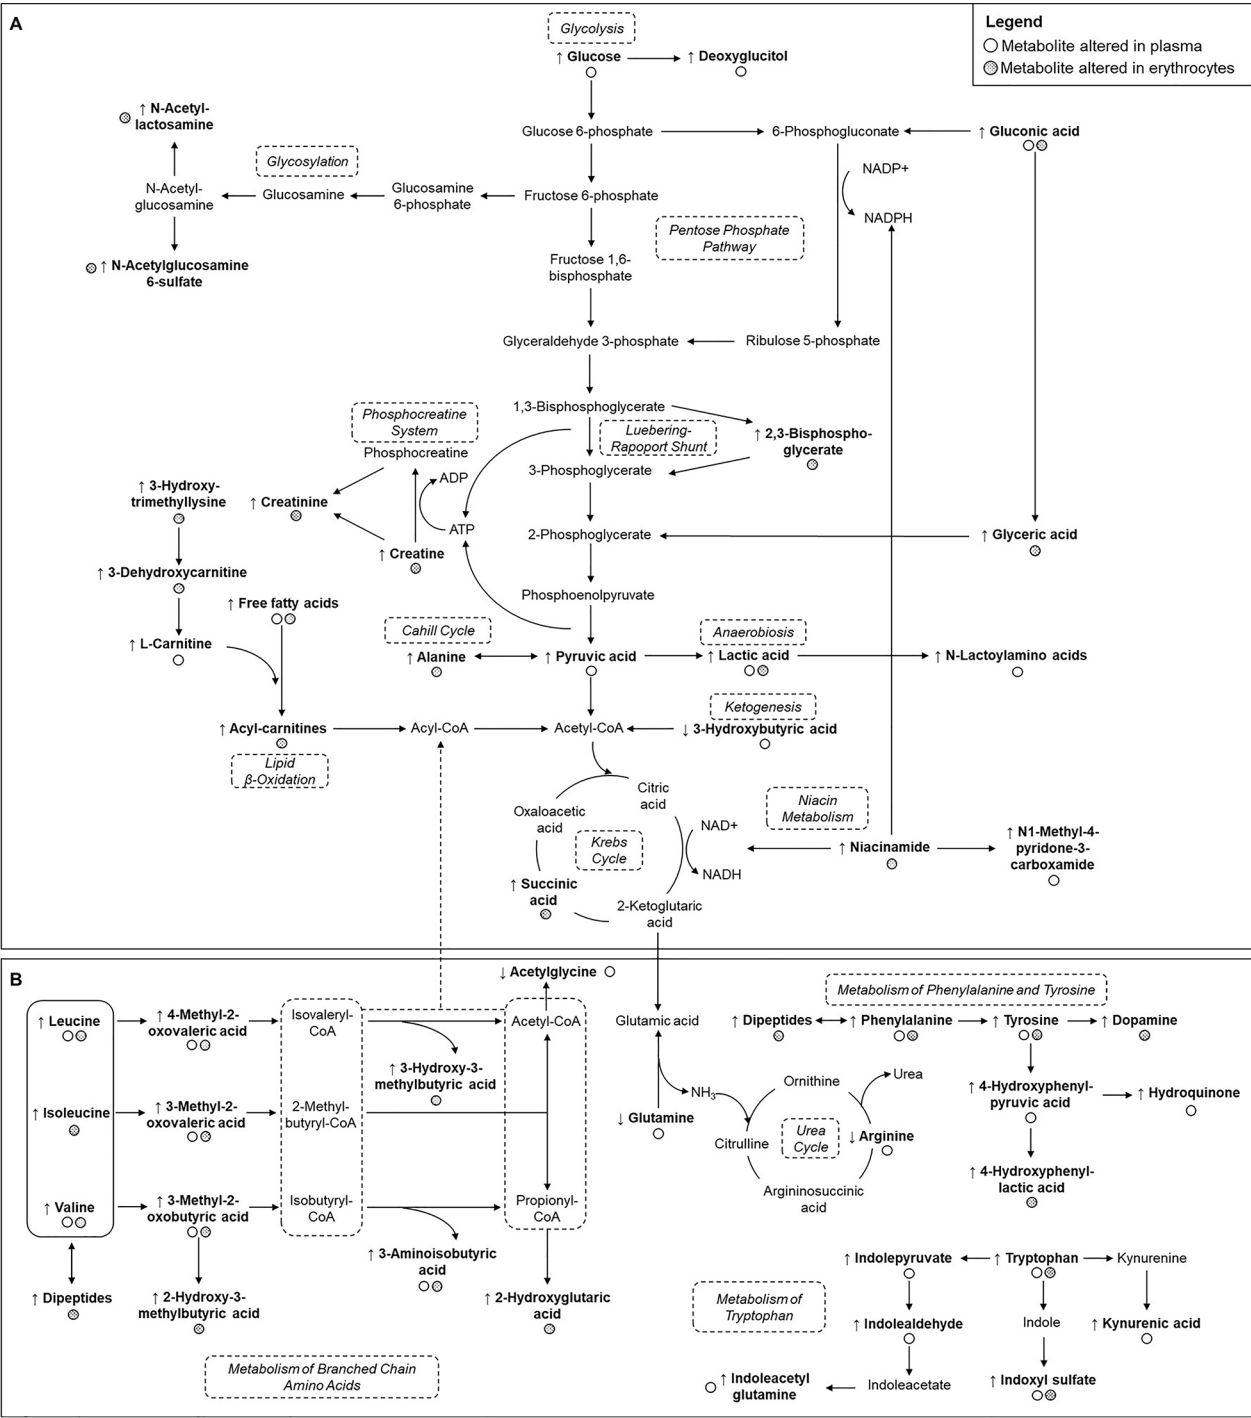 A
Glycolysis
Legend
Metabolite altered in plasma
Metabolite altered in erythrocytes
↑ Glucose
↑ Deoxyglucitol
↑ N-Acetyl-
lactosamine
Glucose 6-phosphate
6-Phosphogluconate
↑ Gluconic acid
Glycosylation
NADP+
N-Acetyl-
glucosamine
Glucosamine
Glucosamine
6-phosphate
Fructose 6-phosphate
NADPH
Pentose Phosphate
Pathway
↑ N-Acetylglucosamine
6-sulfate
Fructose 1,6-
bisphosphate
Glyceraldehyde 3-phosphate
Ribulose 5-phosphate
Phosphocreatine
System
1,3-Bisphosphoglycerate
Luebering-
Rapoport Shunt
↑ 2,3-Bisphospho-
glycerate
Phosphocreatine
3-Phosphoglycerate
ADP
↑ 3-Hydroxy-
trimethyllysine
↑ Creatinine
ATP
2-Phosphoglycerate
↑ Glyceric acid
↑ Creatine
↑ 3-Dehydroxycarnitine
↑ Free fatty acids
Phosphoenolpyruvate
Cahill Cycle
Anaerobiosis
↑ L-Carnitine
↑ Alanine
↑ Pyruvic acid
↑ Lactic acid
↑ N-Lactoylamino acids
Ketogenesis
↑ Acyl-carnitines
Acyl-CoA
Acetyl-CoA
↓ 3-Hydroxybutyric acid
Lipid
β-Oxidation
Citric
acid
Oxaloacetic
acid
Niacin
Metabolism
NAD+
Krebs
Cycle
↑ Niacinamide
↑ N1-Methyl-4-
pyridone-3-
carboxamide
NADH
↑ Succinic
acid
2-Ketoglutaric
acid
B
↓ Acetylglycine
Metabolism of Phenylalanine and Tyrosine
↑ Leucine
↑ 4-Methyl-2-
oxovaleric acid
Isovaleryl-
CoA
Acetyl-CoA
Glutamic acid
↑ Dipeptides
↑ Phenylalanine
↑ Tyrosine
↑ Dopamine
↑ 3-Hydroxy-3-
methylbutyric acid
Ornithine
Urea
NH3
↑ 4-Hydroxyphenyl-
pyruvic acid
↑ Hydroquinone
↑ Isoleucine
↑ 3-Methyl-2-
oxovaleric acid
2-Methyl-
butyryl-CoA
↓ Glutamine
Citrulline
Urea
Cycle
↓ Arginine
↑ 4-Hydroxyphenyl-
lactic acid
↑ Valine
↑ 3-Methyl-2-
oxobutyric acid
Isobutyryl-
CoA
Propionyl-
CoA
Argininosuccinic
acid
↑ 3-Aminoisobutyric
acid
↑ Indolepyruvate
↑ Tryptophan
Kynurenine
↑ Dipeptides
↑ 2-Hydroxy-3-
methylbutyric acid
↑ 2-Hydroxyglutaric
acid
Metabolism of
Tryptophan
↑ Indolealdehyde
Indole
↑ Kynurenic acid
Metabolism of Branched Chain
Amino Acids
↑ Indoleacetyl
glutamine
Indoleacetate
↑ Indoxyl sulfate